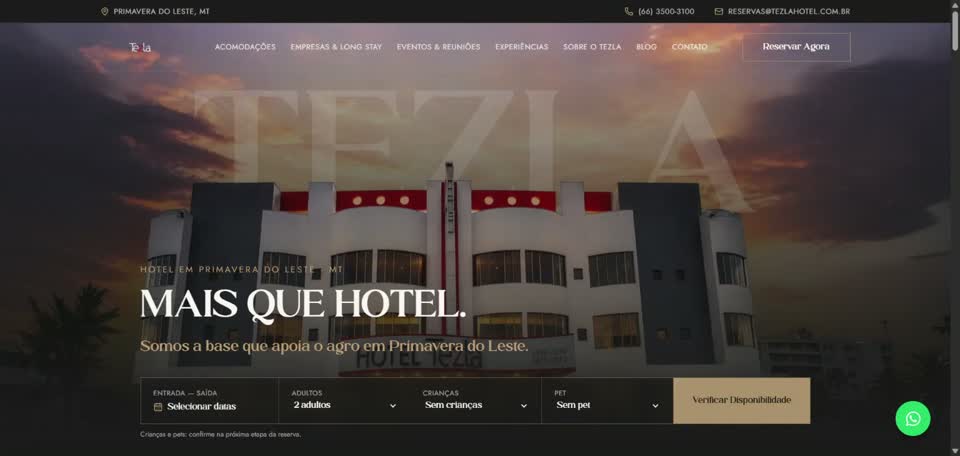 PRIMAVERA DO LESTE, MT
(66) 3500-3100
RESERVAS@TEZLAHOTEL.COM.BR
Tezla
ACOMODAÇÕES
EMPRESAS & LONG STAY
EVENTOS & REUNIÕES
EXPERIÊNCIAS
SOBRE O TEZLA
BLOG
CONTATO
Reservar Agora
TEZLA
HOTEL EM PRIMAVERA DO LESTE · MT
MAIS QUE HOTEL.
Somos a base que apoia o agro em Primavera do Leste.
HOTEL Tezla
ENTRADA — SAÍDA
Selecionar datas
ADULTOS
2 adultos
CRIANÇAS
Sem crianças
PET
Sem pet
Verificar Disponibilidade
Crianças e pets: confirme na próxima etapa da reserva.